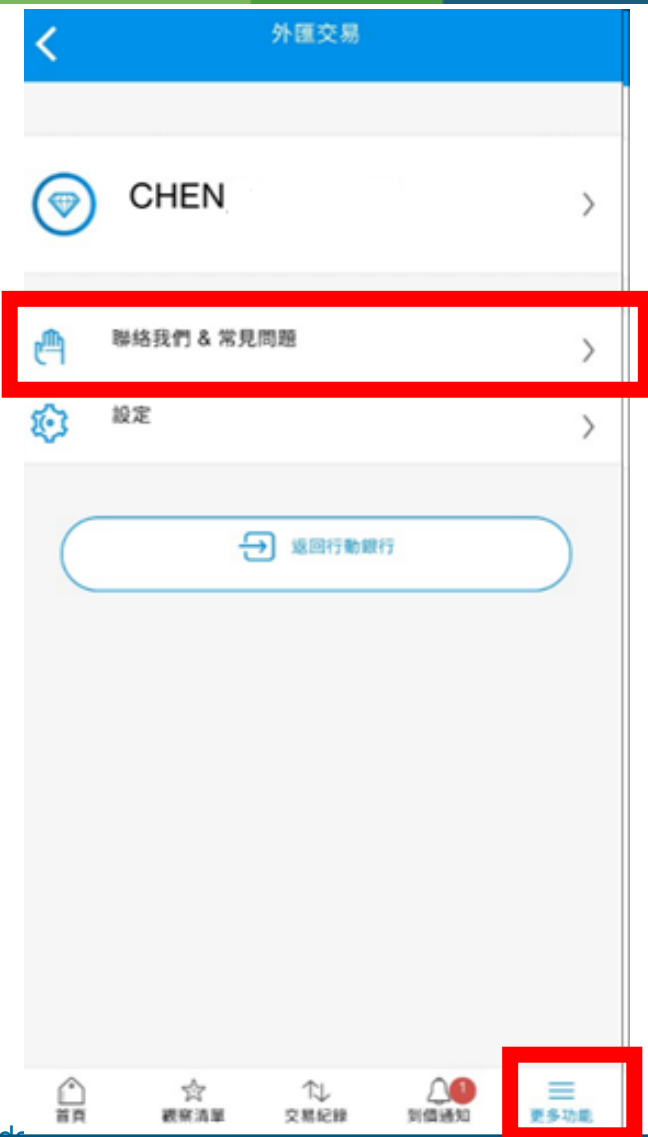 外匯交易
CHEN
聯絡我們 & 常見問題
設定
返回行動銀行
1
首頁
觀察清單
交易紀錄
到價通知
更多功能